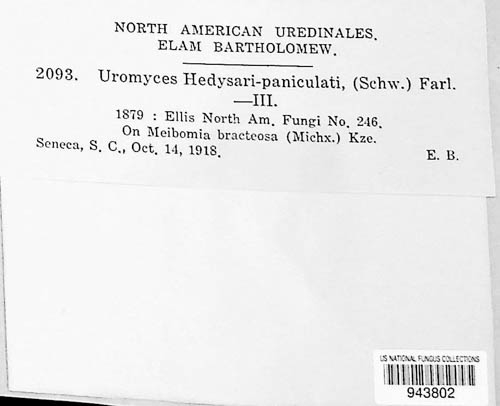 NORTH AMERICAN UREDINALES.
ELAM BARTHOLOMEW.
2093. Uromyces Hedysari-paniculati, (Schw.) Farl.
—III.
1879 : Ellis North Am. Fungi No. 246.
On Meibomia bracteosa (Michx.) Kze.
Seneca, S. C., Oct. 14, 1918. E. B.
US NATIONAL FUNGUS COLLECTIONS
943802